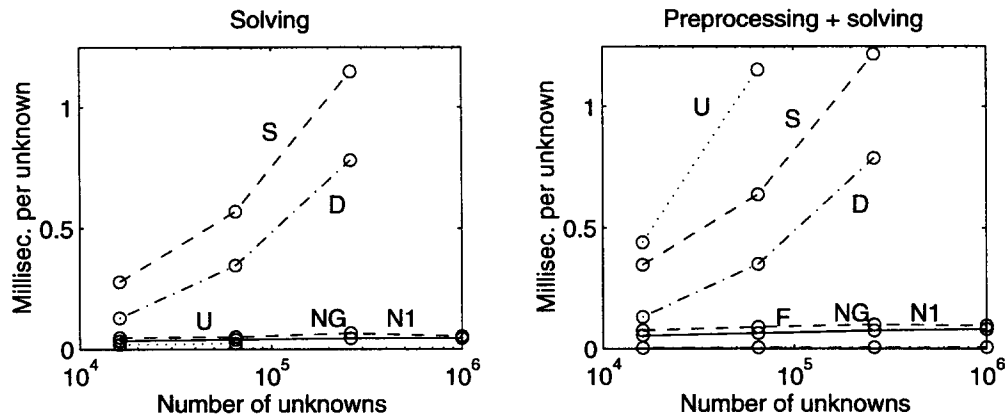 Solving
Millisec. per unknown
1
0.5
0
S
D
U
NG
N1
10^4
10^5
10^6
Number of unknowns
Preprocessing + solving
Millisec. per unknown
1
0.5
0
U
S
D
F
NG
N1
10^4
10^5
10^6
Number of unknowns